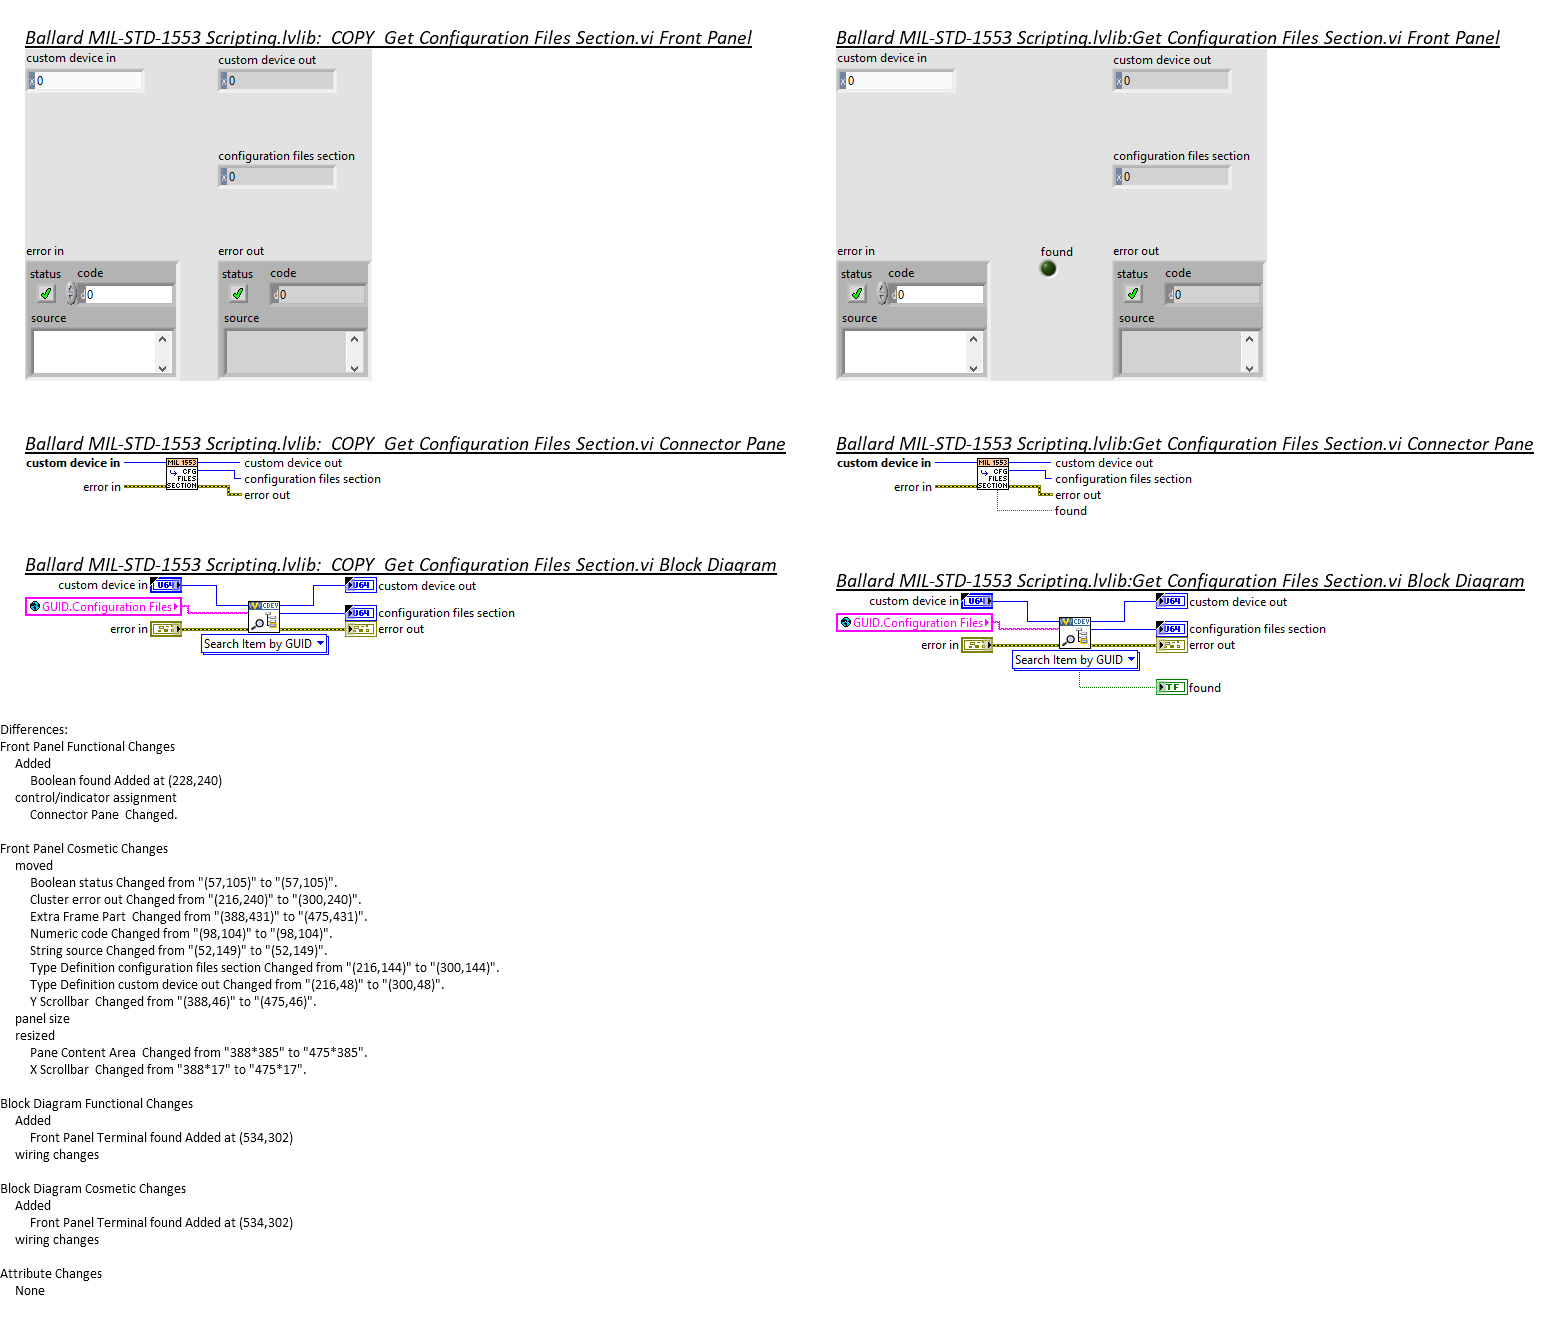 Ballard MIL-STD-1553 Scripting.lvlib:  COPY  Get Configuration Files Section.vi Front Panel
custom device in
custom device out
x 0
x 0
configuration files section
x 0
error in
error out
status
code
status
code
d 0
d 0
source
source
Ballard MIL-STD-1553 Scripting.lvlib:Get Configuration Files Section.vi Front Panel
custom device in
custom device out
x 0
x 0
configuration files section
x 0
error in
found
error out
status
code
status
code
d 0
d 0
source
source
Ballard MIL-STD-1553 Scripting.lvlib:  COPY  Get Configuration Files Section.vi Connector Pane
custom device in
MIL 1553
CFG
FILES
SECTION
custom device out
configuration files section
error in
error out
Ballard MIL-STD-1553 Scripting.lvlib:Get Configuration Files Section.vi Connector Pane
custom device in
MIL 1553
CFG
FILES
SECTION
custom device out
configuration files section
error in
error out
found
Ballard MIL-STD-1553 Scripting.lvlib:  COPY  Get Configuration Files Section.vi Block Diagram
custom device in
U64
U64
custom device out
GUID.Configuration Files
CDEV
U64
configuration files section
error in
error out
Search Item by GUID
Ballard MIL-STD-1553 Scripting.lvlib:Get Configuration Files Section.vi Block Diagram
custom device in
U64
U64
custom device out
GUID.Configuration Files
CDEV
U64
configuration files section
error in
error out
Search Item by GUID
TF
found
Differences:
Front Panel Functional Changes
Added
Boolean found Added at (228,240)
control/indicator assignment
Connector Pane  Changed.
Front Panel Cosmetic Changes
moved
Boolean status Changed from "(57,105)" to "(57,105)".
Cluster error out Changed from "(216,240)" to "(300,240)".
Extra Frame Part  Changed from "(388,431)" to "(475,431)".
Numeric code Changed from "(98,104)" to "(98,104)".
String source Changed from "(52,149)" to "(52,149)".
Type Definition configuration files section Changed from "(216,144)" to "(300,144)".
Type Definition custom device out Changed from "(216,48)" to "(300,48)".
Y Scrollbar  Changed from "(388,46)" to "(475,46)".
panel size
resized
Pane Content Area  Changed from "388*385" to "475*385".
X Scrollbar  Changed from "388*17" to "475*17".
Block Diagram Functional Changes
Added
Front Panel Terminal found Added at (534,302)
wiring changes
Block Diagram Cosmetic Changes
Added
Front Panel Terminal found Added at (534,302)
wiring changes
Attribute Changes
None